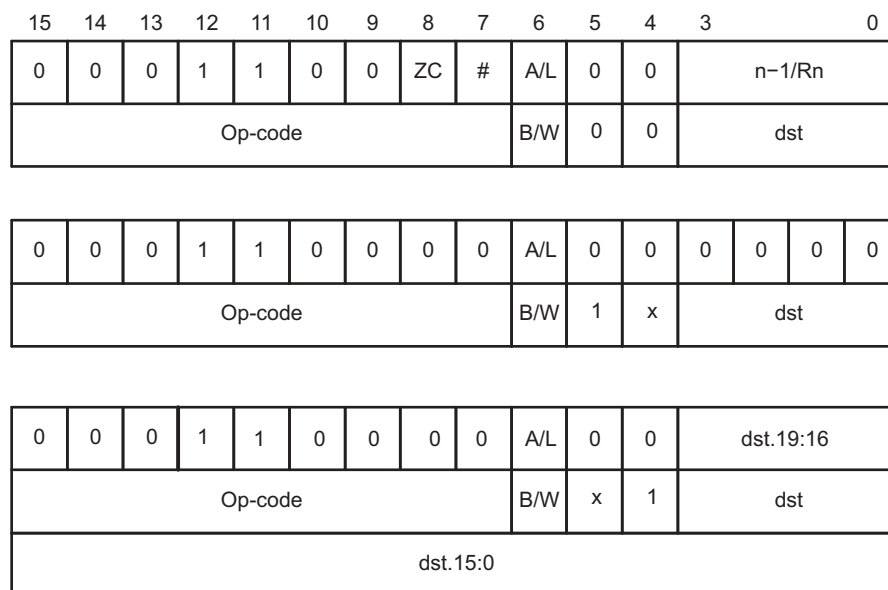 15 14 13 12 11 10 9 8 7 6 5 4 3 0
0 0 0 1 1 0 0 ZC # A/L 0 0 n−1/Rn
Op-code B/W 0 0 dst
0 0 0 1 1 0 0 0 0 A/L 0 0 0 0 0 0
Op-code B/W 1 x dst
0 0 0 1 1 0 0 0 0 A/L 0 0 dst.19:16
Op-code B/W x 1 dst
dst.15:0